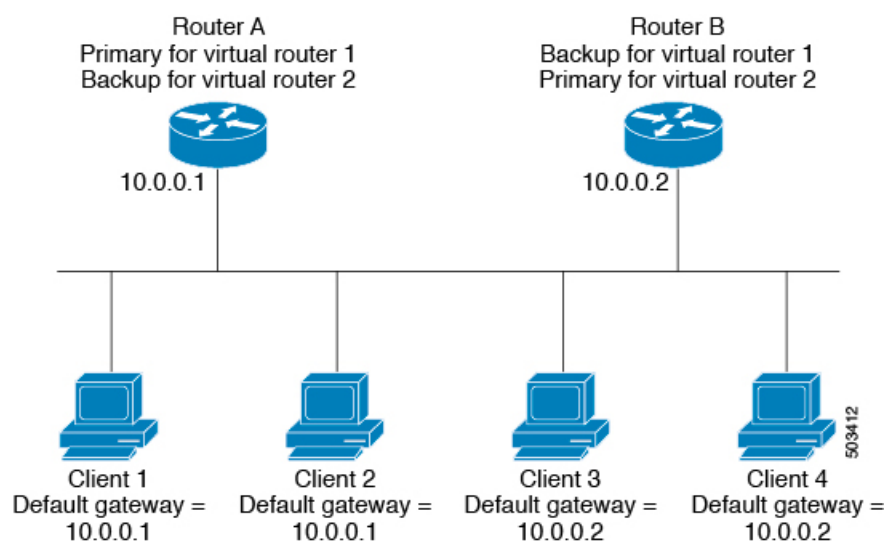 Router A
Primary for virtual router 1
Backup for virtual router 2
Router B
Backup for virtual router 1
Primary for virtual router 2
10.0.0.1
10.0.0.2
Client 1
Default gateway =
10.0.0.1
Client 2
Default gateway =
10.0.0.1
Client 3
Default gateway =
10.0.0.2
Client 4
Default gateway =
10.0.0.2
503412